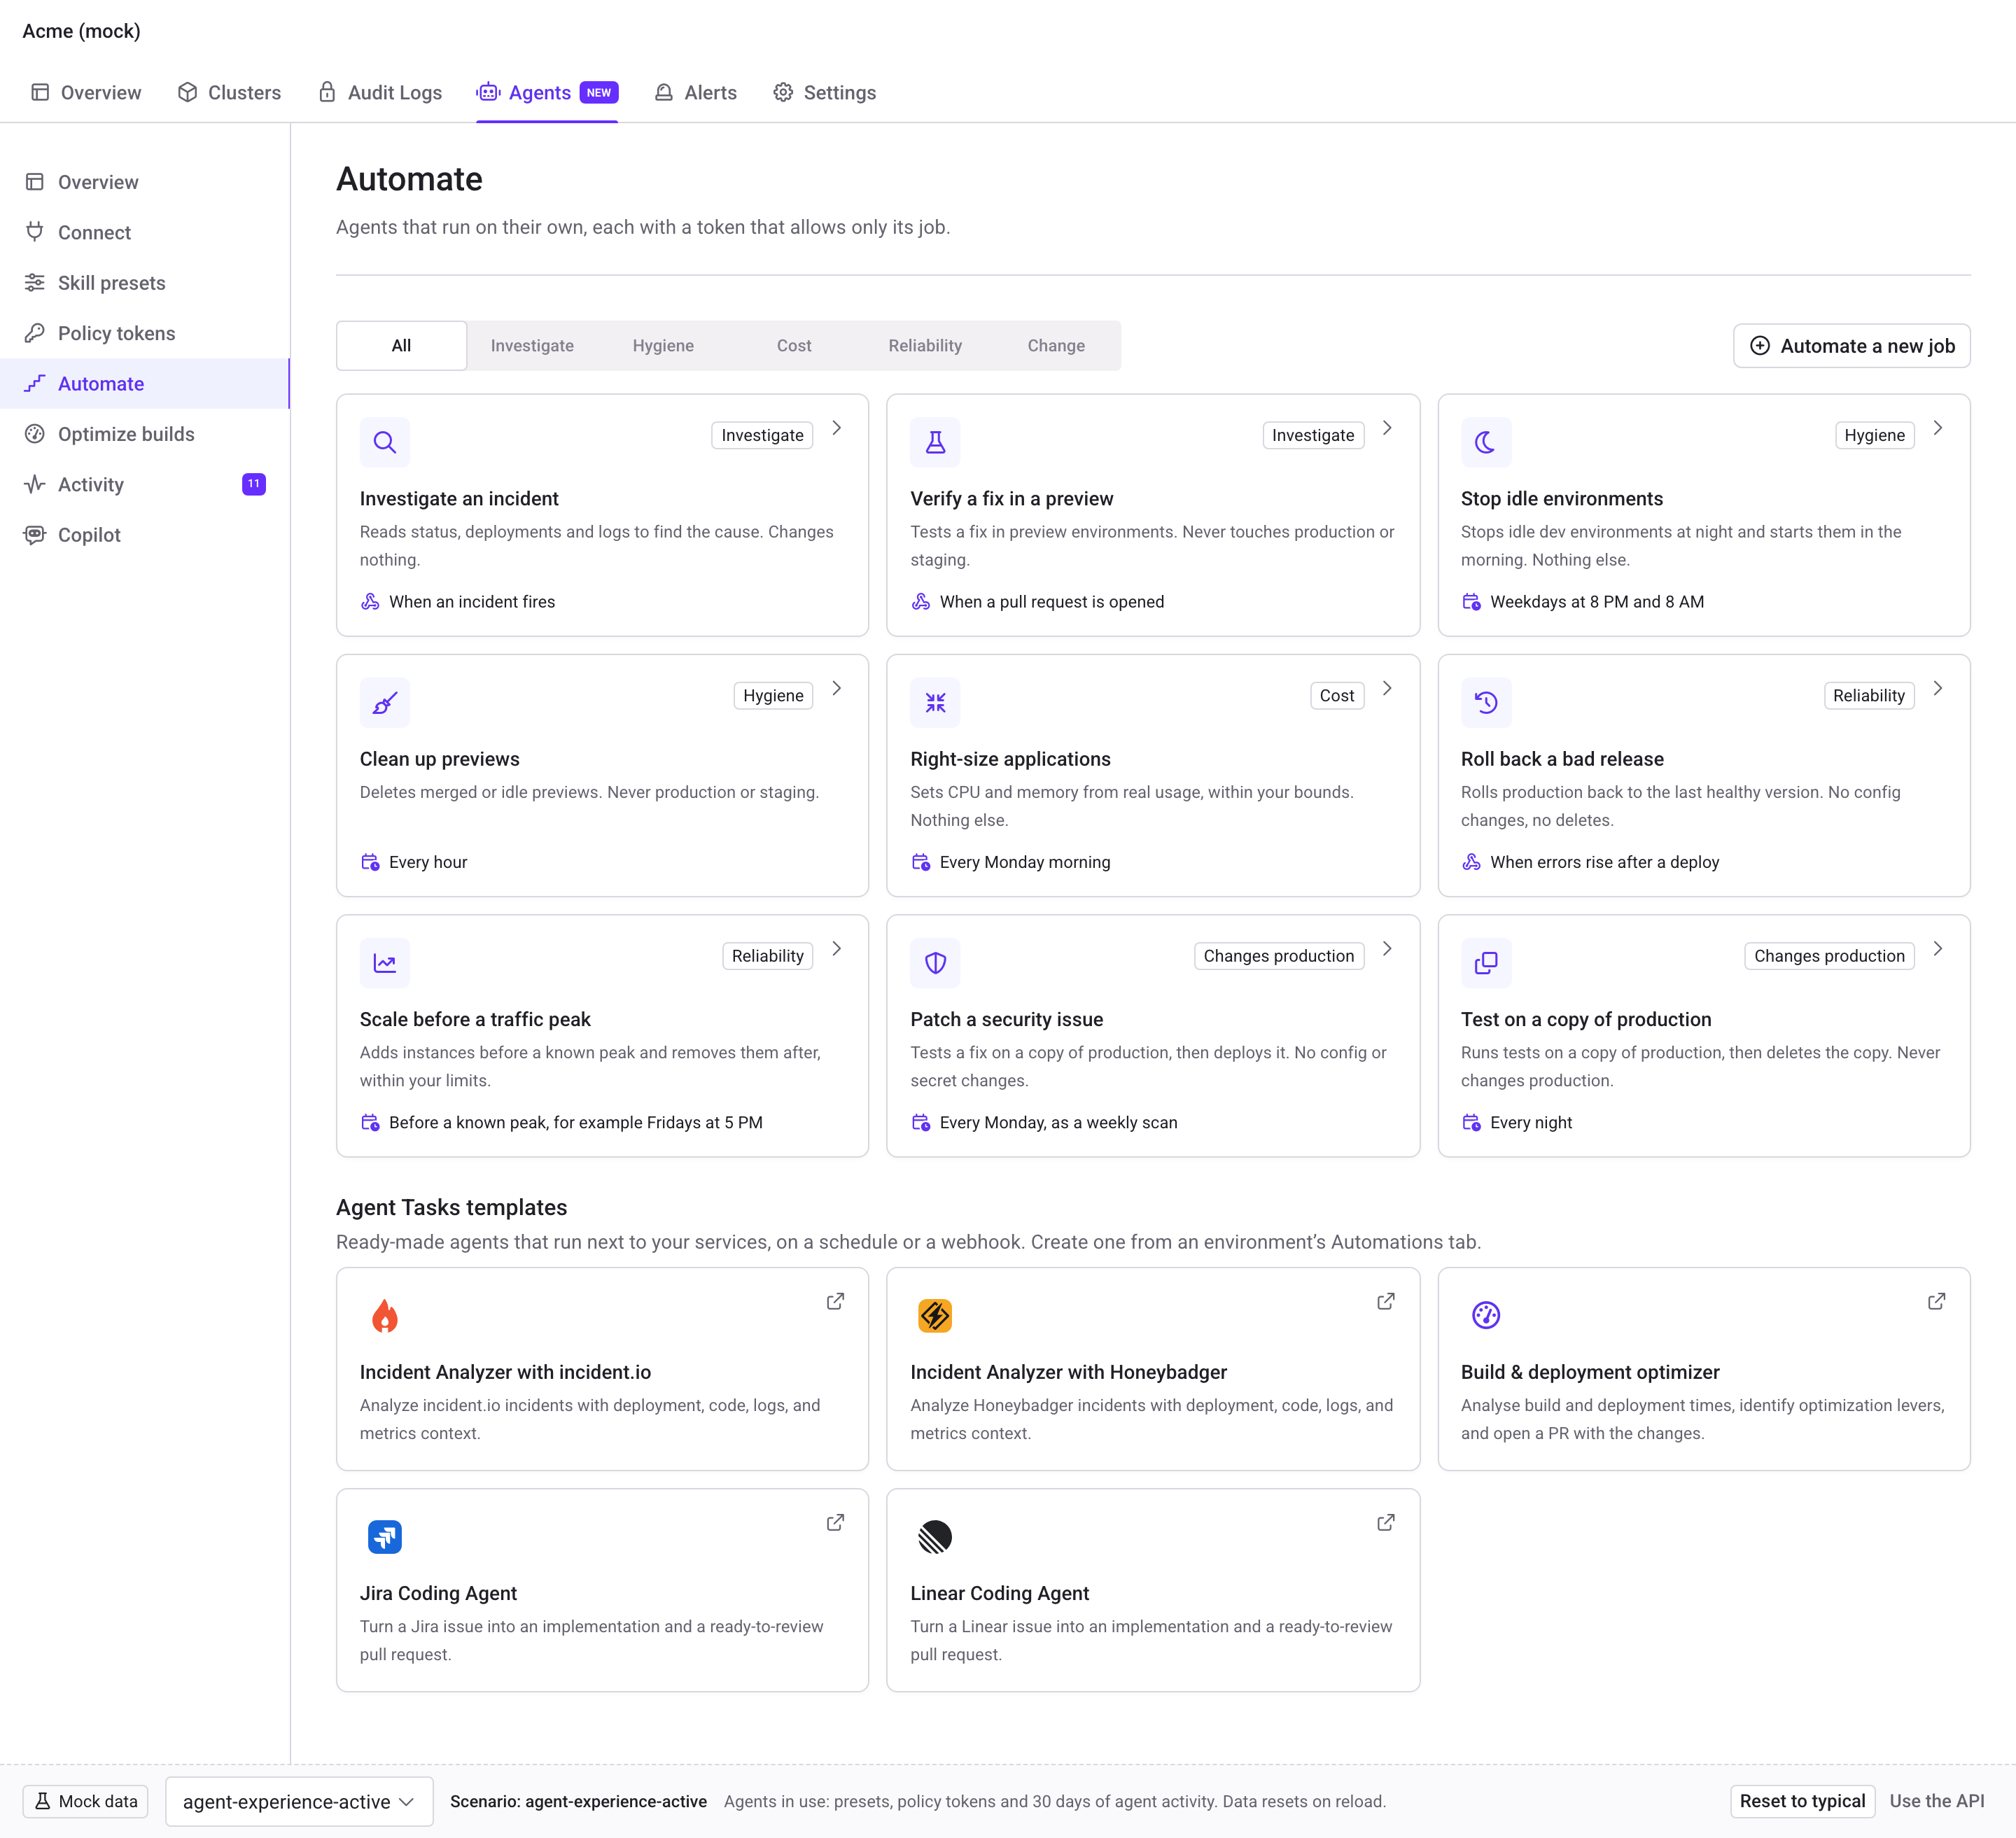 Acme (mock)
Overview
Clusters
Audit Logs
Agents NEW
Alerts
Settings
Overview
Connect
Skill presets
Policy tokens
Automate
Optimize builds
Activity 11
Copilot
Automate
Agents that run on their own, each with a token that allows only its job.
All
Investigate
Hygiene
Cost
Reliability
Change
Automate a new job
Investigate
Investigate an incident
Reads status, deployments and logs to find the cause. Changes
nothing.
When an incident fires
Investigate
Verify a fix in a preview
Tests a fix in preview environments. Never touches production or
staging.
When a pull request is opened
Hygiene
Stop idle environments
Stops idle dev environments at night and starts them in the
morning. Nothing else.
Weekdays at 8 PM and 8 AM
Hygiene
Clean up previews
Deletes merged or idle previews. Never production or staging.
Every hour
Cost
Right-size applications
Sets CPU and memory from real usage, within your bounds.
Nothing else.
Every Monday morning
Reliability
Roll back a bad release
Rolls production back to the last healthy version. No config
changes, no deletes.
When errors rise after a deploy
Reliability
Scale before a traffic peak
Adds instances before a known peak and removes them after,
within your limits.
Before a known peak, for example Fridays at 5 PM
Changes production
Patch a security issue
Tests a fix on a copy of production, then deploys it. No config or
secret changes.
Every Monday, as a weekly scan
Changes production
Test on a copy of production
Runs tests on a copy of production, then deletes the copy. Never
changes production.
Every night
Agent Tasks templates
Ready-made agents that run next to your services, on a schedule or a webhook. Create one from an environment’s Automations tab.
Incident Analyzer with incident.io
Analyze incident.io incidents with deployment, code, logs, and
metrics context.
Incident Analyzer with Honeybadger
Analyze Honeybadger incidents with deployment, code, logs, and
metrics context.
Build & deployment optimizer
Analyse build and deployment times, identify optimization levers,
and open a PR with the changes.
Jira Coding Agent
Turn a Jira issue into an implementation and a ready-to-review
pull request.
Linear Coding Agent
Turn a Linear issue into an implementation and a ready-to-review
pull request.
Mock data
agent-experience-active
Scenario: agent-experience-active
Agents in use: presets, policy tokens and 30 days of agent activity. Data resets on reload.
Reset to typical
Use the API